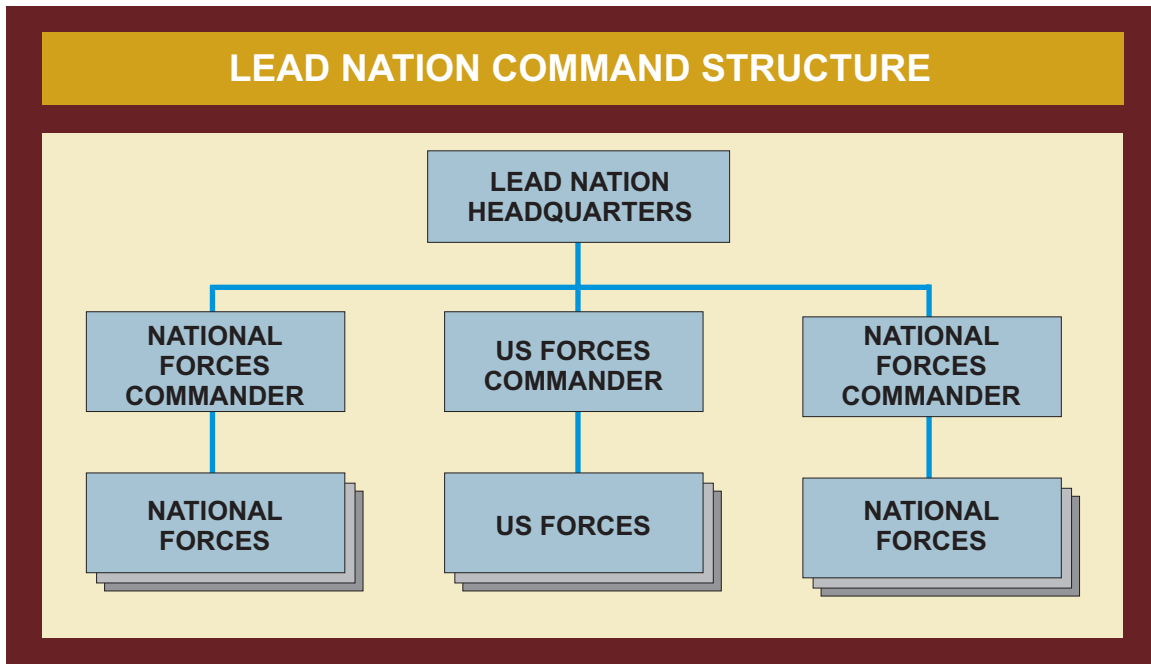 LEAD NATION COMMAND STRUCTURE
LEAD NATION
HEADQUARTERS
NATIONAL
FORCES
COMMANDER
US FORCES
COMMANDER
NATIONAL
FORCES
COMMANDER
NATIONAL
FORCES
US FORCES
NATIONAL
FORCES